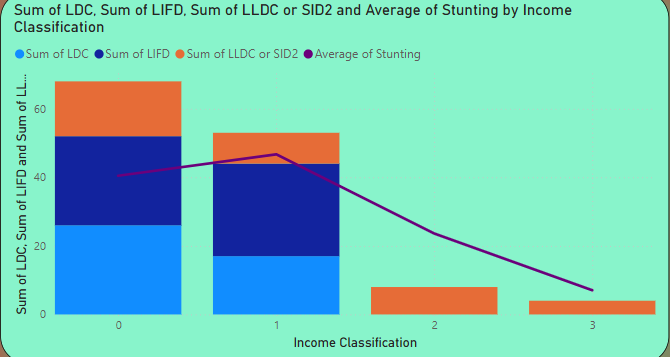 Sum of LDC, Sum of LIFD, Sum of LLDC or SID2 and Average of Stunting by Income
Classification
Sum of LDC Sum of LIFD Sum of LLDC or SID2 Average of Stunting
Sum of LDC, Sum of LIFD and Sum of LL...
60
40
20
0
0 1 2 3
Income Classification